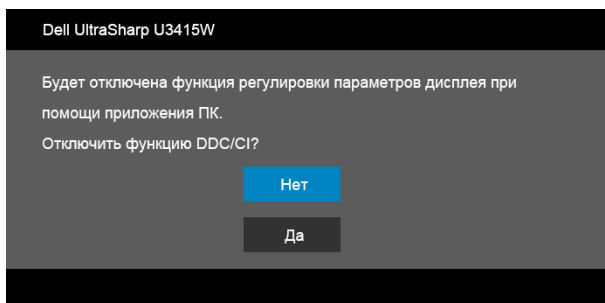 Dell UltraSharp U3415W
Будет отключена функция регулировки параметров дисплея при
помощи приложения ПК.
Отключить функцию DDC/CI?
Нет
Да